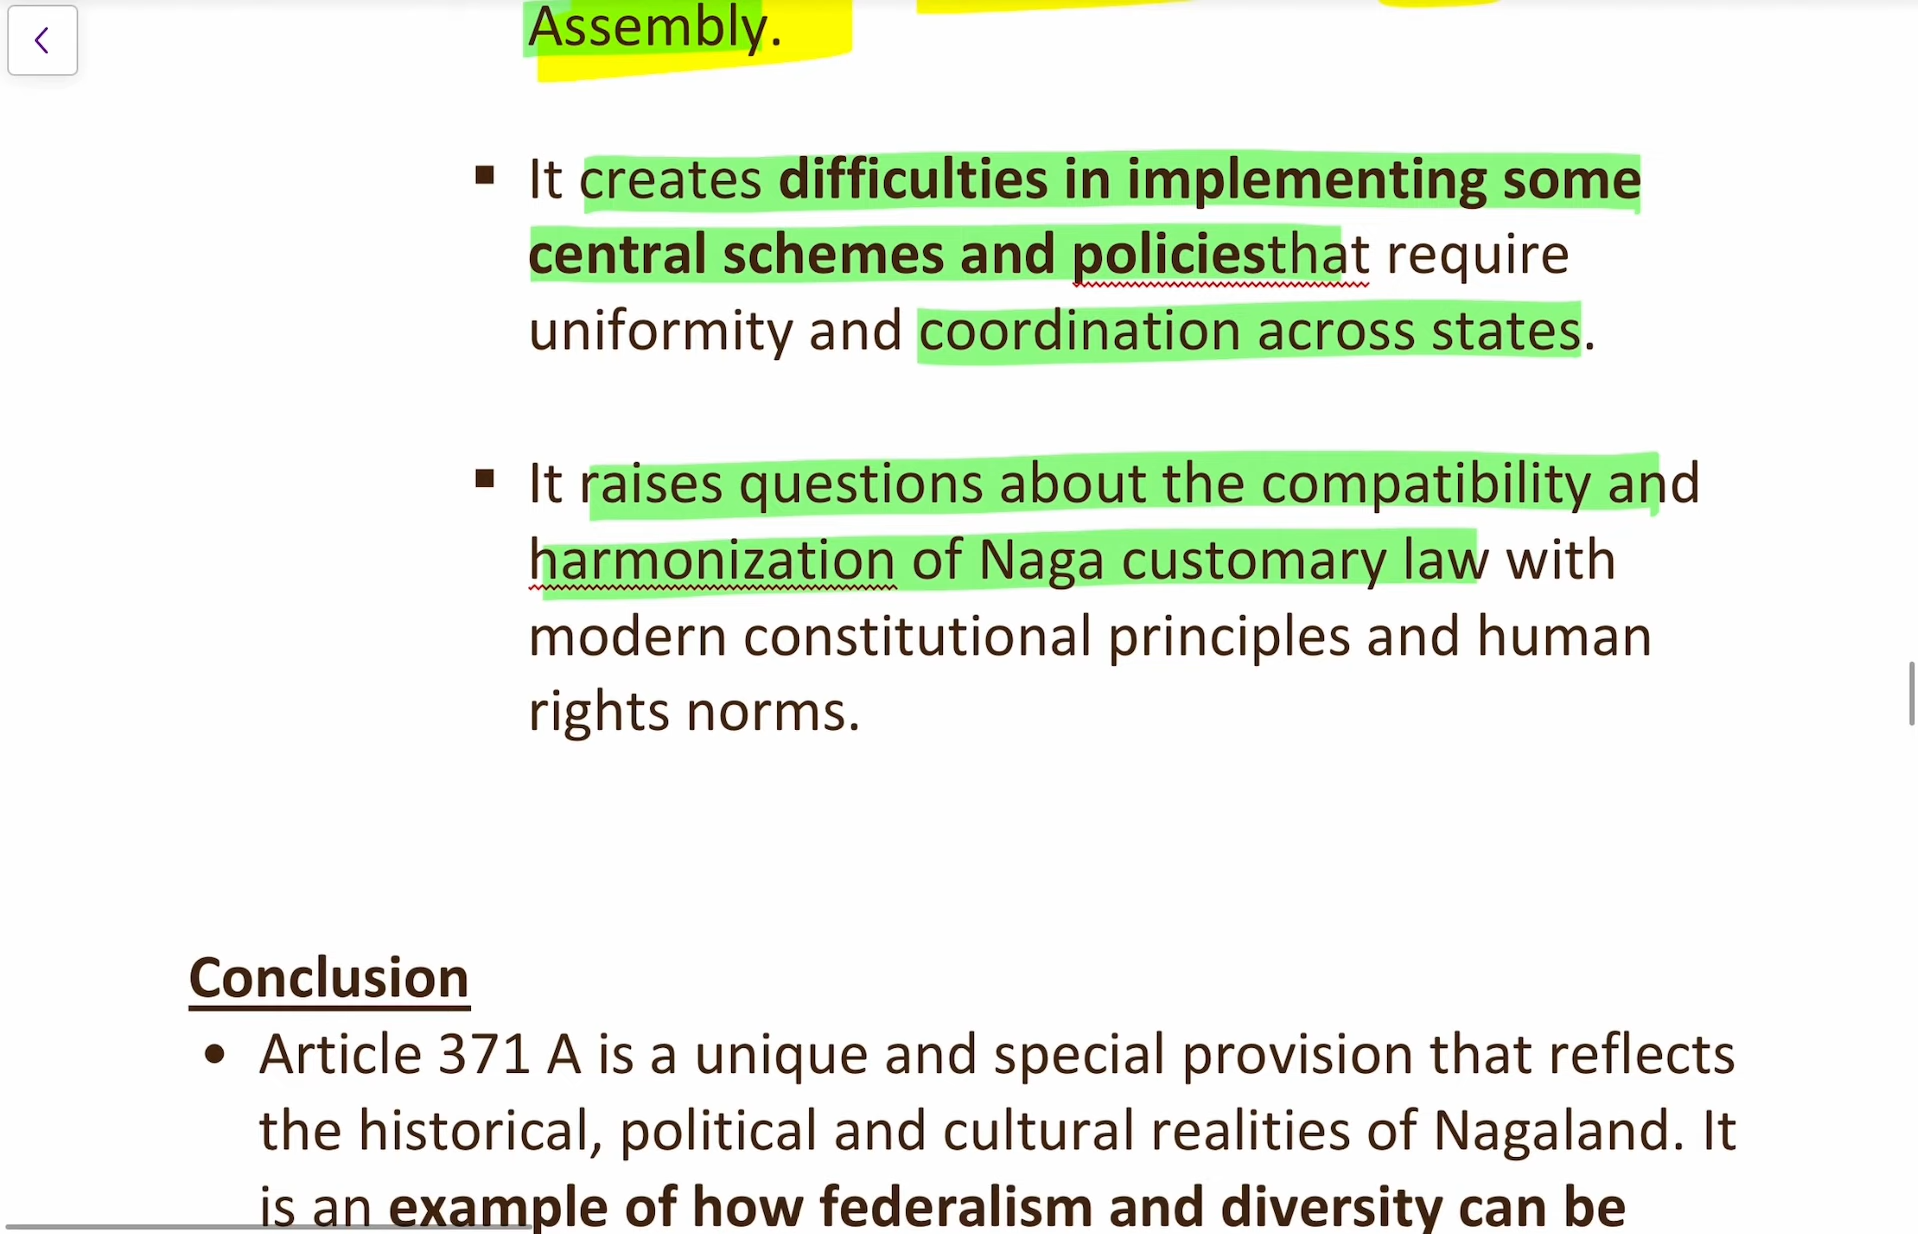 Assembly.
▪ It creates difficulties in implementing some
central schemes and policiesthat require
uniformity and coordination across states.
▪ It raises questions about the compatibility and
harmonization of Naga customary law with
modern constitutional principles and human
rights norms.
Conclusion
• Article 371 A is a unique and special provision that reflects
the historical, political and cultural realities of Nagaland. It
is an example of how federalism and diversity can be